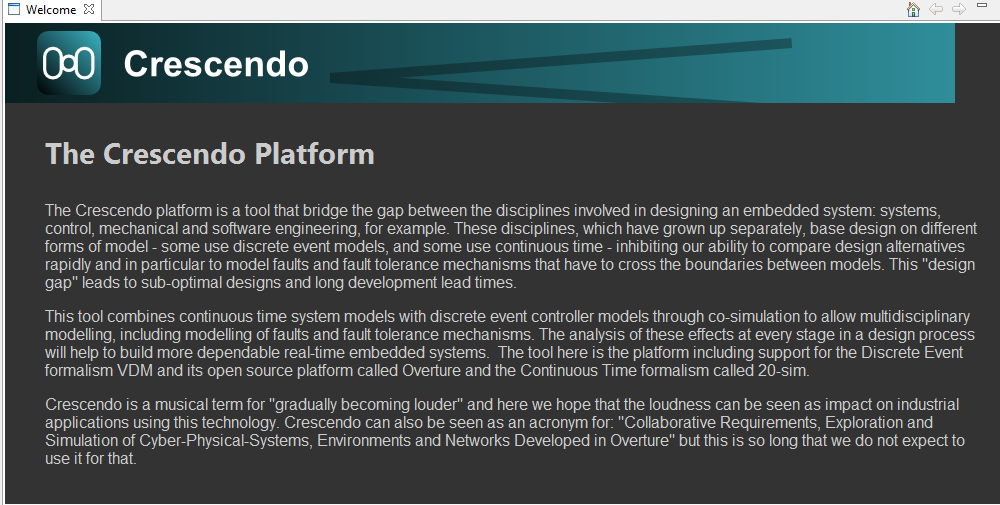 Welcome
Crescendo
The Crescendo Platform
The Crescendo platform is a tool that bridge the gap between the disciplines involved in designing an embedded system: systems,
control, mechanical and software engineering, for example. These disciplines, which have grown up separately, base design on different
forms of model - some use discrete event models, and some use continuous time - inhibiting our ability to compare design alternatives
rapidly and in particular to model faults and fault tolerance mechanisms that have to cross the boundaries between models. This "design
gap" leads to sub-optimal designs and long development lead times.
This tool combines continuous time system models with discrete event controller models through co-simulation to allow multidisciplinary
modelling, including modelling of faults and fault tolerance mechanisms. The analysis of these effects at every stage in a design process
will help to build more dependable real-time embedded systems.  The tool here is the platform including support for the Discrete Event
formalism VDM and its open source platform called Overture and the Continuous Time formalism called 20-sim.
Crescendo is a musical term for "gradually becoming louder" and here we hope that the loudness can be seen as impact on industrial
applications using this technology. Crescendo can also be seen as an acronym for: "Collaborative Requirements, Exploration and
Simulation of Cyber-Physical-Systems, Environments and Networks Developed in Overture" but this is so long that we do not expect to
use it for that.